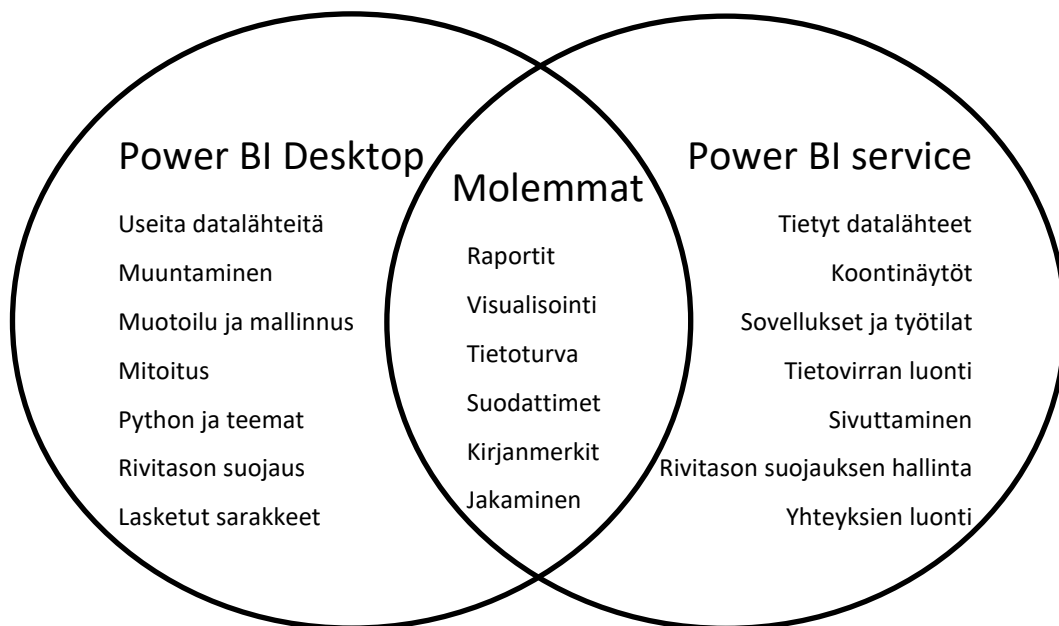 Power BI Desktop
Useita datalähteitä
Muuntaminen
Muotoilu ja mallinnus
Mitoitus
Python ja teemat
Rivitason suojaus
Lasketut sarakkeet
Molemmat
Raportit
Visualisointi
Tietoturva
Suodattimet
Kirjanmerkit
Jakaminen
Power BI service
Tietyt datalähteet
Koontinäytöt
Sovellukset ja työtilat
Tietovirran luonti
Sivuttaminen
Rivitason suojauksen hallinta
Yhteyksien luonti